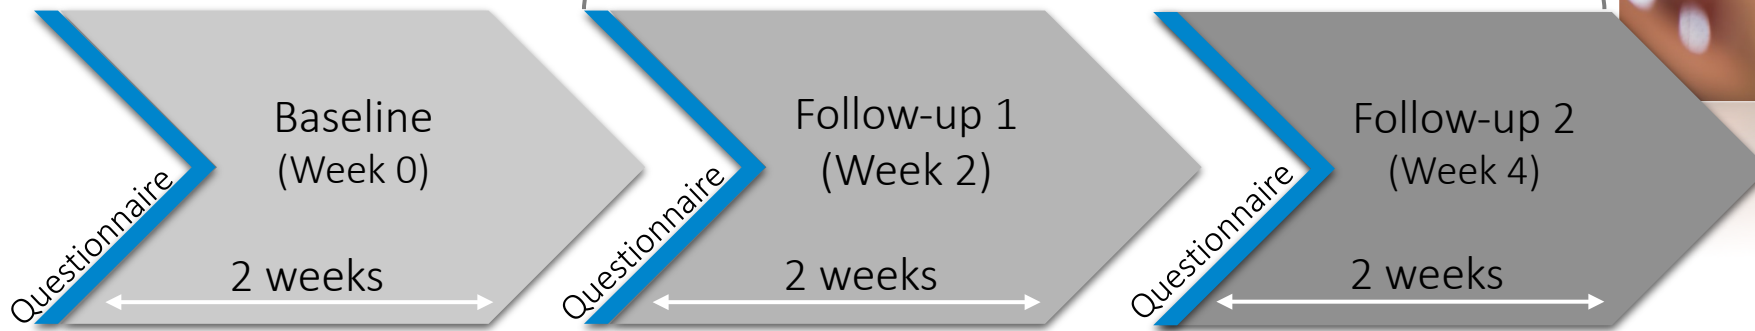 Baseline
(Week 0)
2 weeks
Questionnaire
Follow-up 1
(Week 2)
2 weeks
Questionnaire
Follow-up 2
(Week 4)
2 weeks
Questionnaire